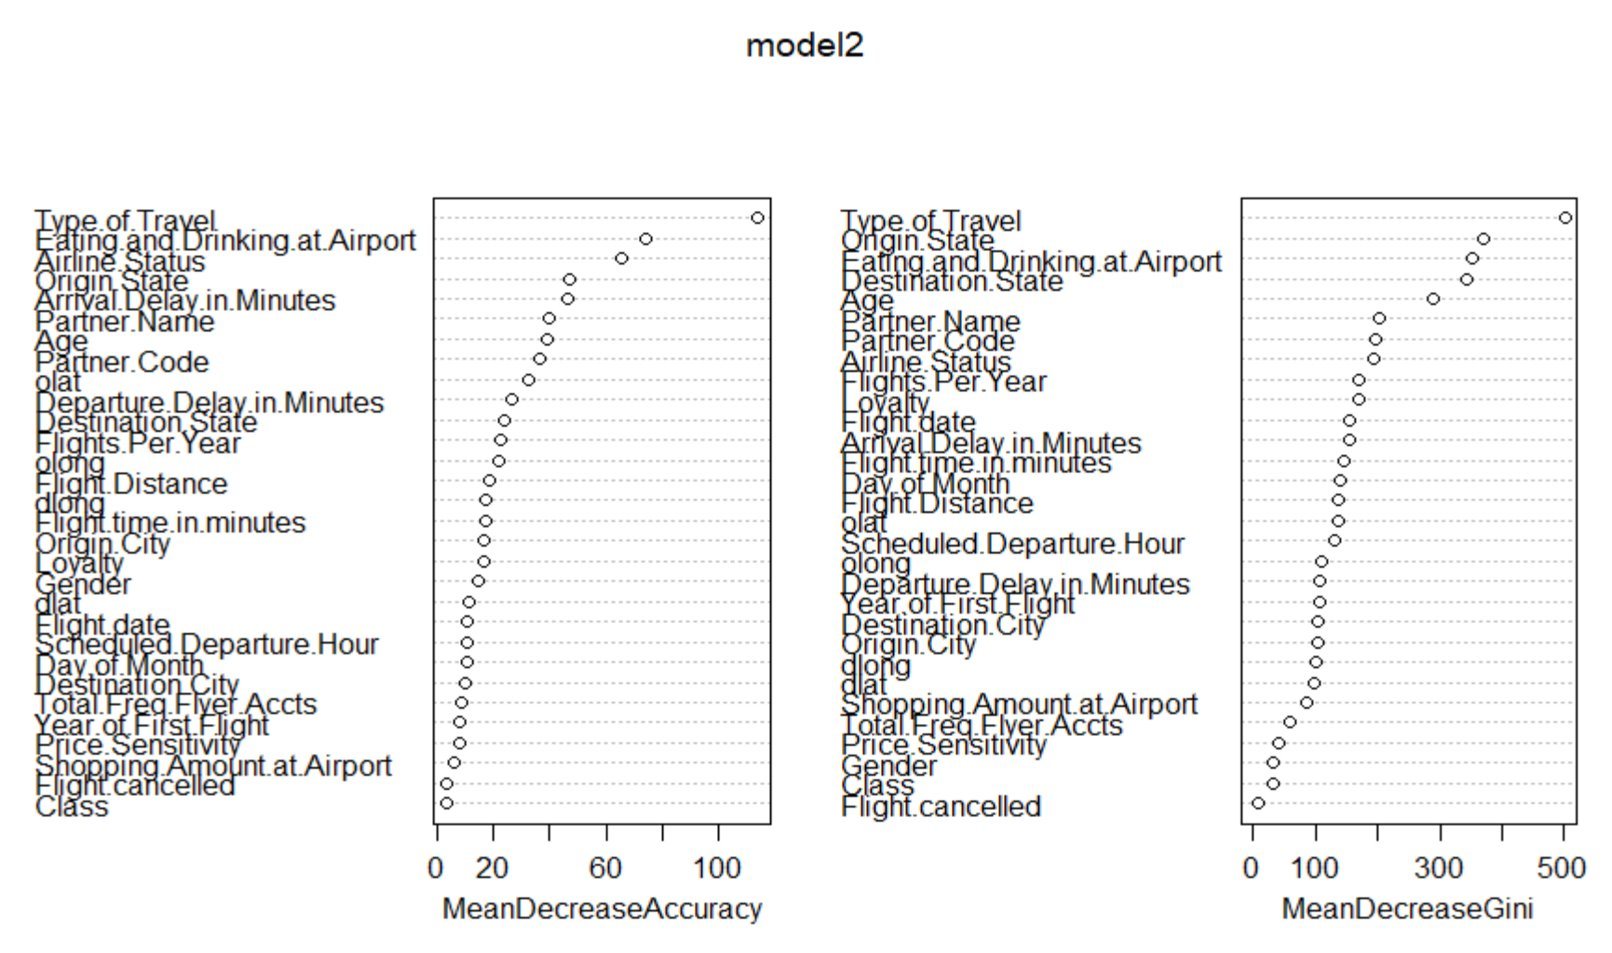 model2
Type.of.Travel
Eating.and.Drinking.at.Airport
Airline.Status
Origin.State
Arrival.Delay.in.Minutes
Partner.Name
Age
Partner.Code
olat
Departure.Delay.in.Minutes
Destination.State
Flights.Per.Year
olong
Flight.Distance
dlong
Flight.time.in.minutes
Origin.City
Loyalty
Gender
dlat
Flight.date
Scheduled.Departure.Hour
Day.of.Month
Destination.City
Total.Freq.Flyer.Accts
Year.of.First.Flight
Price.Sensitivity
Shopping.Amount.at.Airport
Flight.cancelled
Class
0 20 60 100
MeanDecreaseAccuracy
Type.of.Travel
Origin.State
Eating.and.Drinking.at.Airport
Destination.State
Age
Partner.Name
Partner.Code
Airline.Status
Flights.Per.Year
Loyalty
Flight.date
Arrival.Delay.in.Minutes
Flight.time.in.minutes
Day.of.Month
Flight.Distance
olat
Scheduled.Departure.Hour
olong
Departure.Delay.in.Minutes
Year.of.First.Flight
Destination.City
Origin.City
dlong
dlat
Shopping.Amount.at.Airport
Total.Freq.Flyer.Accts
Price.Sensitivity
Gender
Class
Flight.cancelled
0 100 300 500
MeanDecreaseGini